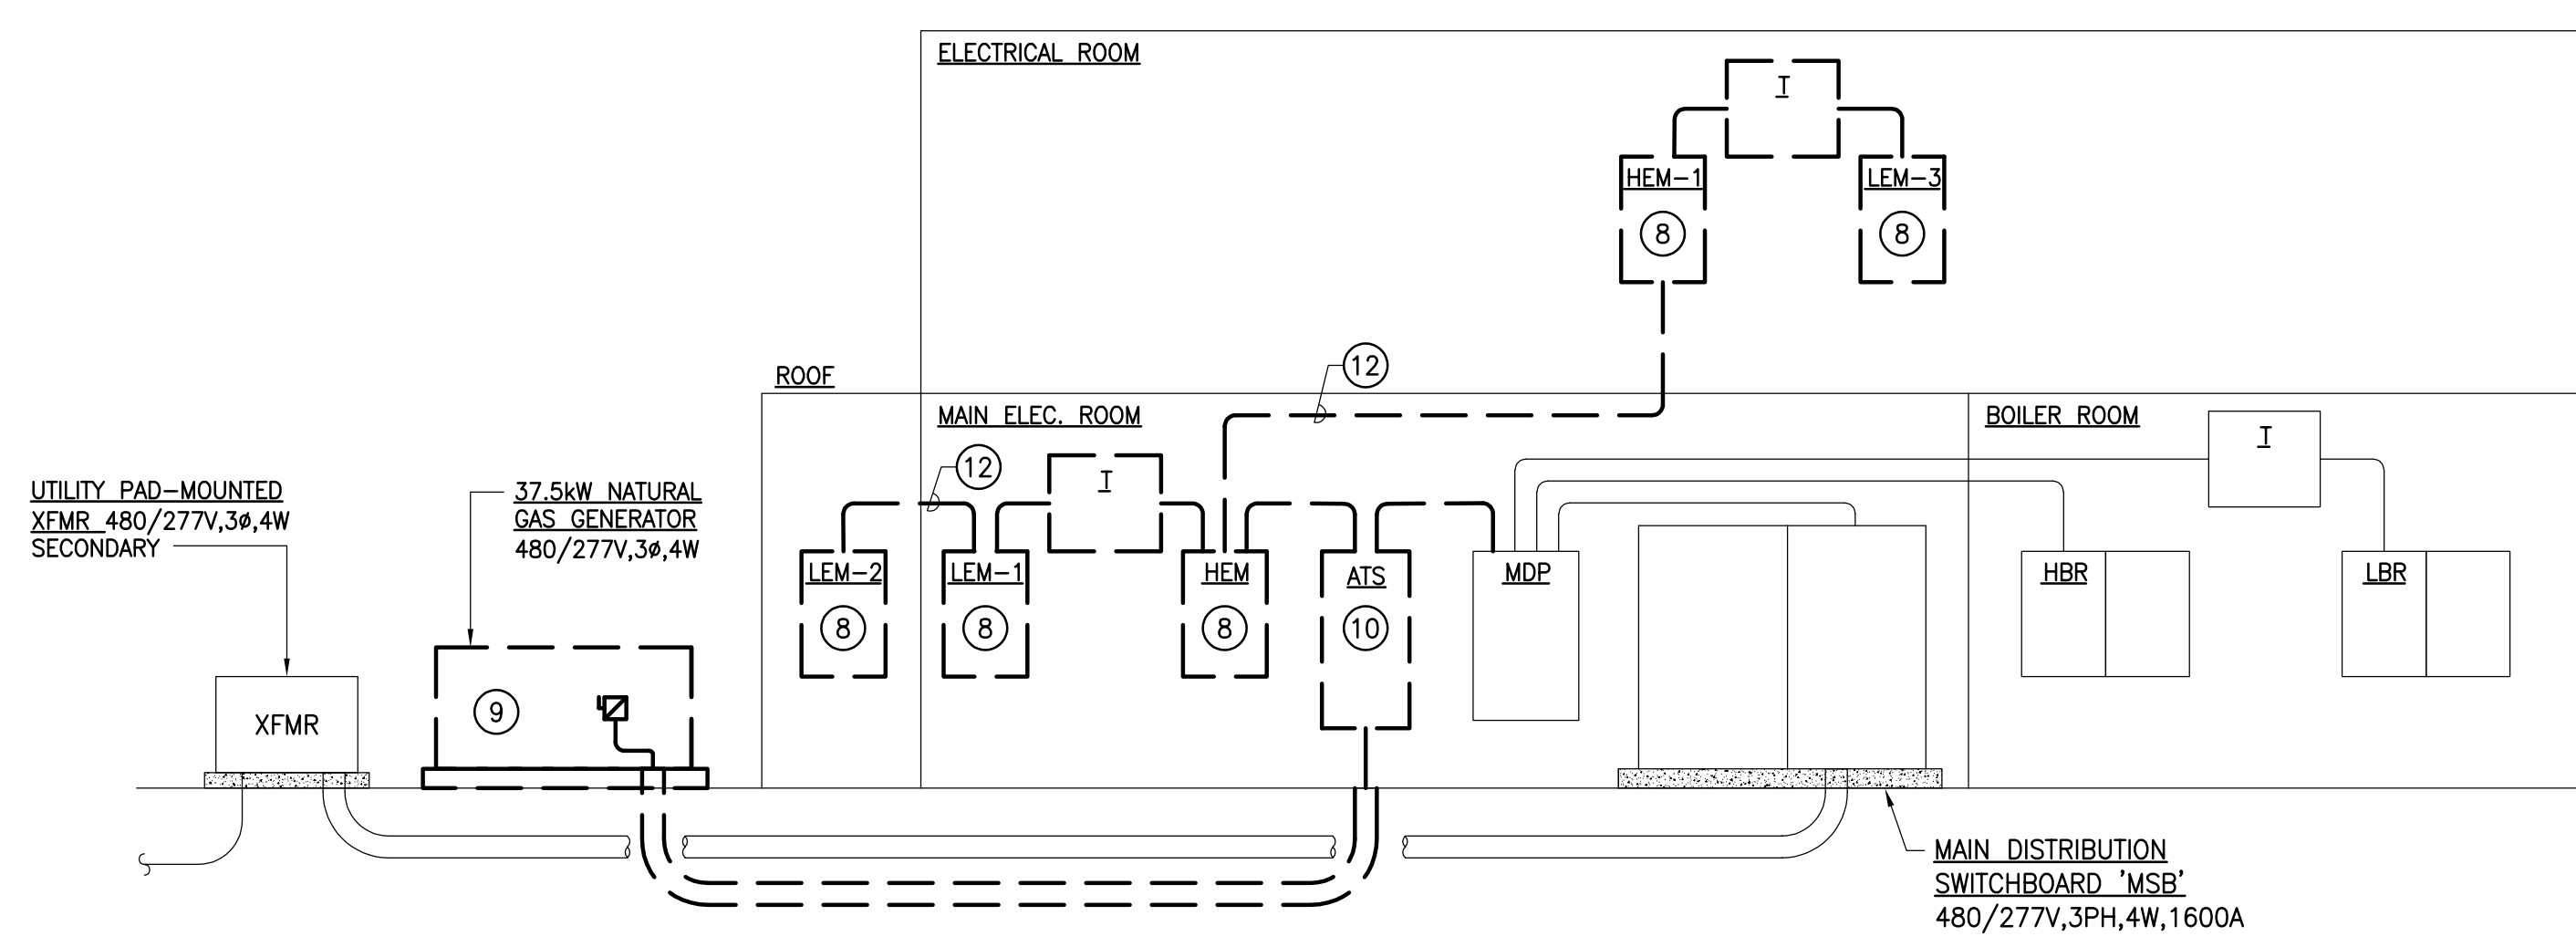 ELECTRICAL ROOM
T
HEM-1
LEM-3
8
8
12
ROOF
MAIN ELEC. ROOM
BOILER ROOM
T
12
T
UTILITY PAD-MOUNTED
XFMR 480/277V,3ø,4W
SECONDARY
37.5kW NATURAL
GAS GENERATOR
480/277V,3ø,4W
LEM-2
LEM-1
HEM
ATS
MDP
HBR
LBR
8
8
8
10
9
XFMR
MAIN DISTRIBUTION
SWITCHBOARD 'MSB'
480/277V,3PH,4W,1600A